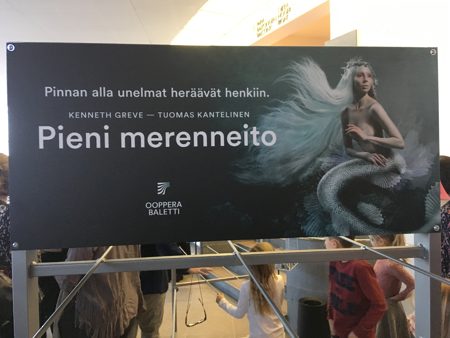 Pinnan alla unelmat heräävät henkiin.
KENNETH GREVE — TUOMAS KANTELINEN
Pieni merenneito
OOPPERA
BALETTI